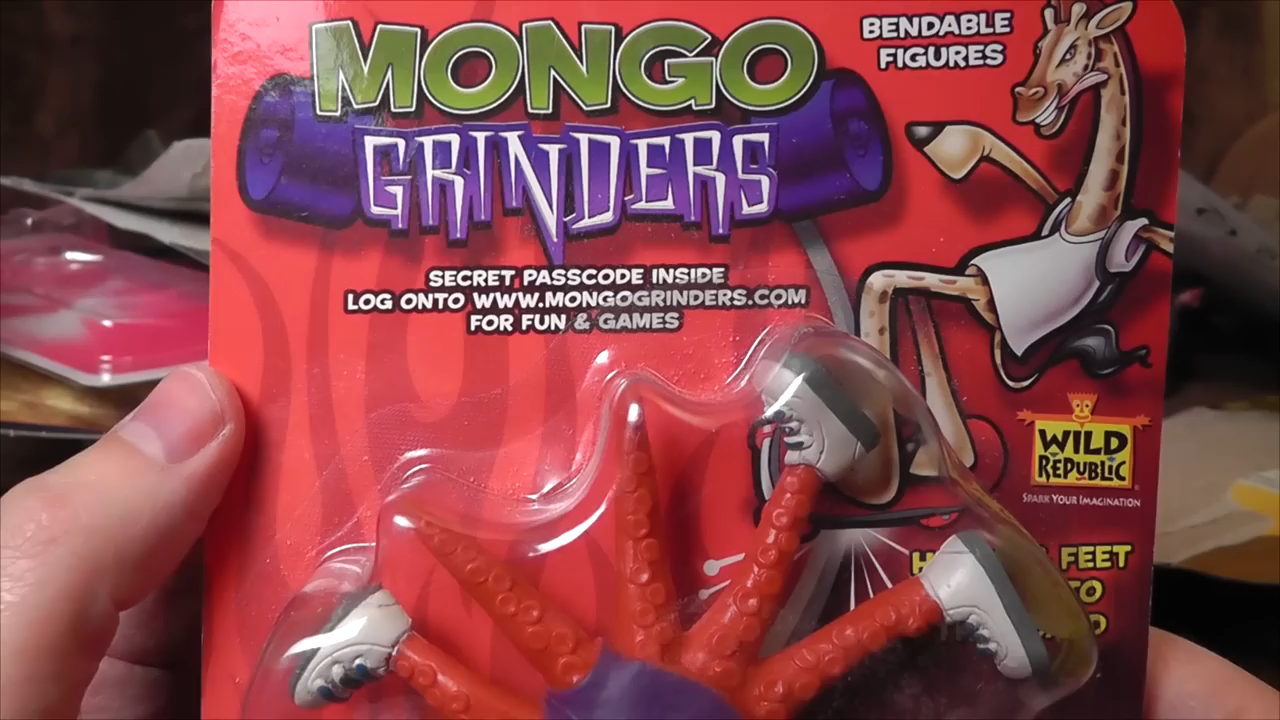 MONGO
GRINDERS
BENDABLE
FIGURES
SECRET PASSCODE INSIDE
LOG ONTO WWW.MONGOGRINDERS.COM
FOR FUN & GAMES
WILD
REPUBLIC
SPARK YOUR IMAGINATION
FEET